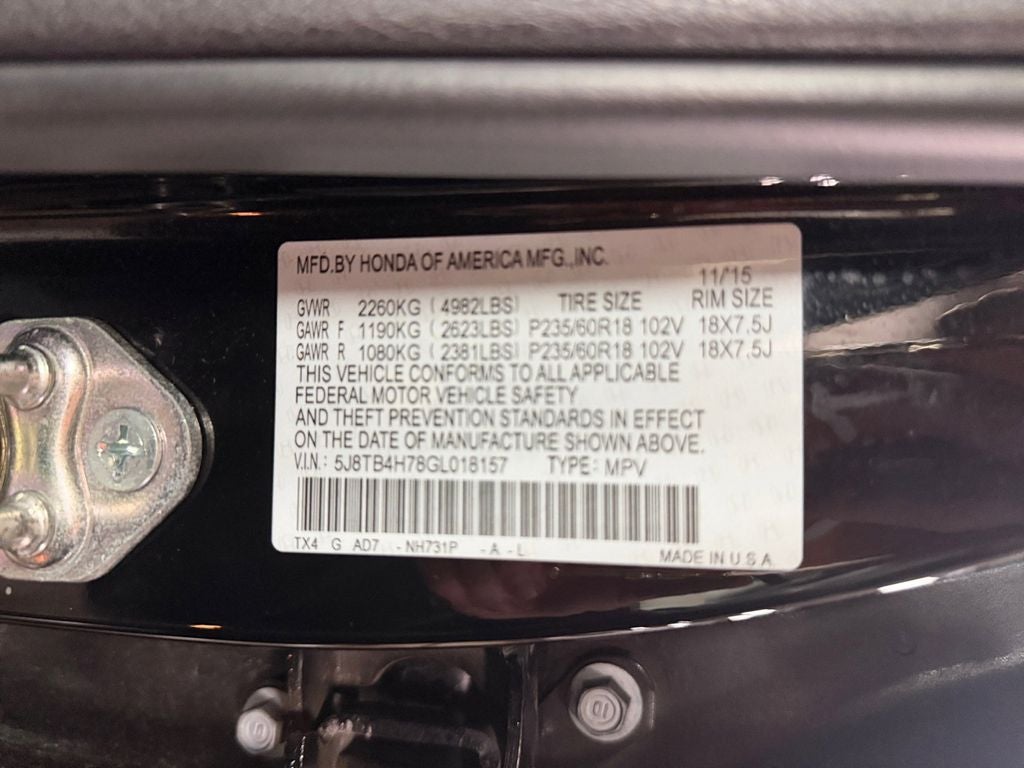 MFD.BY HONDA OF AMERICA MFG.,INC.
11/'15
GVWR 2260KG (4982LBS) TIRE SIZE RIM SIZE
GAWR F 1190KG (2623LBS) P235/60R18 102V 18X7.5J
GAWR R 1080KG (2381LBS) P235/60R18 102V 18X7.5J
THIS VEHICLE CONFORMS TO ALL APPLICABLE
FEDERAL MOTOR VEHICLE SAFETY
AND THEFT PREVENTION STANDARDS IN EFFECT
ON THE DATE OF MANUFACTURE SHOWN ABOVE.
V.I.N.: 5J8TB4H78GL018157 TYPE: MPV
TX4 G AD7 -NH731P -A -L
MADE IN U.S.A